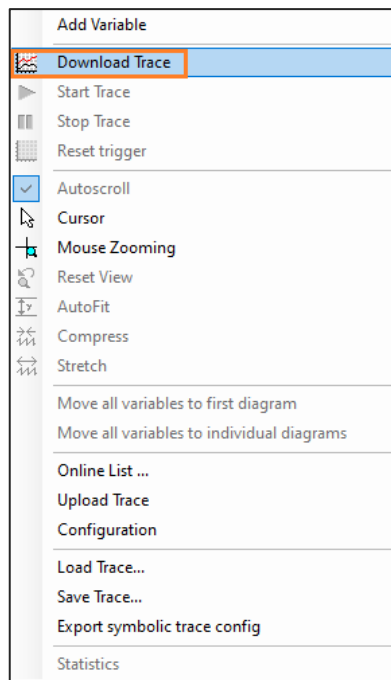 Add Variable
Download Trace
Start Trace
Stop Trace
Reset trigger
Autoscroll
Cursor
Mouse Zooming
Reset View
AutoFit
Compress
Stretch
Move all variables to first diagram
Move all variables to individual diagrams
Online List ...
Upload Trace
Configuration
Load Trace...
Save Trace...
Export symbolic trace config
Statistics